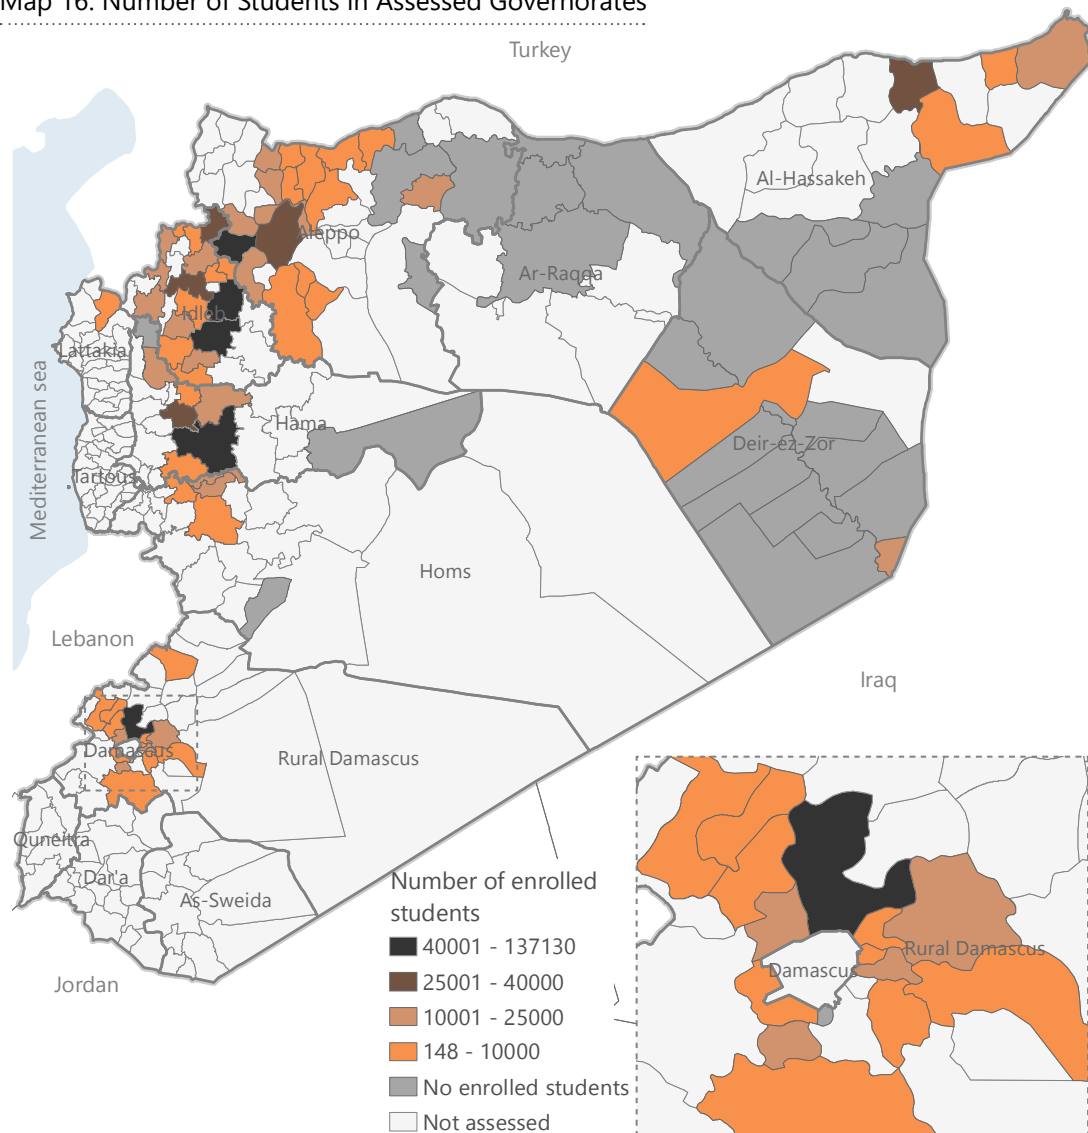 Map 16: Number of Students in Assessed Governorates
Turkey
Al-Hassakeh
Aleppo
Ar-Raqqa
Idleb
Lattakia
Mediterranean sea
Hama
Deir-ez-Zor
Tartous
Homs
Lebanon
Iraq
Damascus
Rural Damascus
Quneitra
Dar'a
As-Sweida
Jordan
Number of enrolled
students
40001 - 137130
25001 - 40000
10001 - 25000
148 - 10000
No enrolled students
Not assessed
Rural Damascus
Damascus